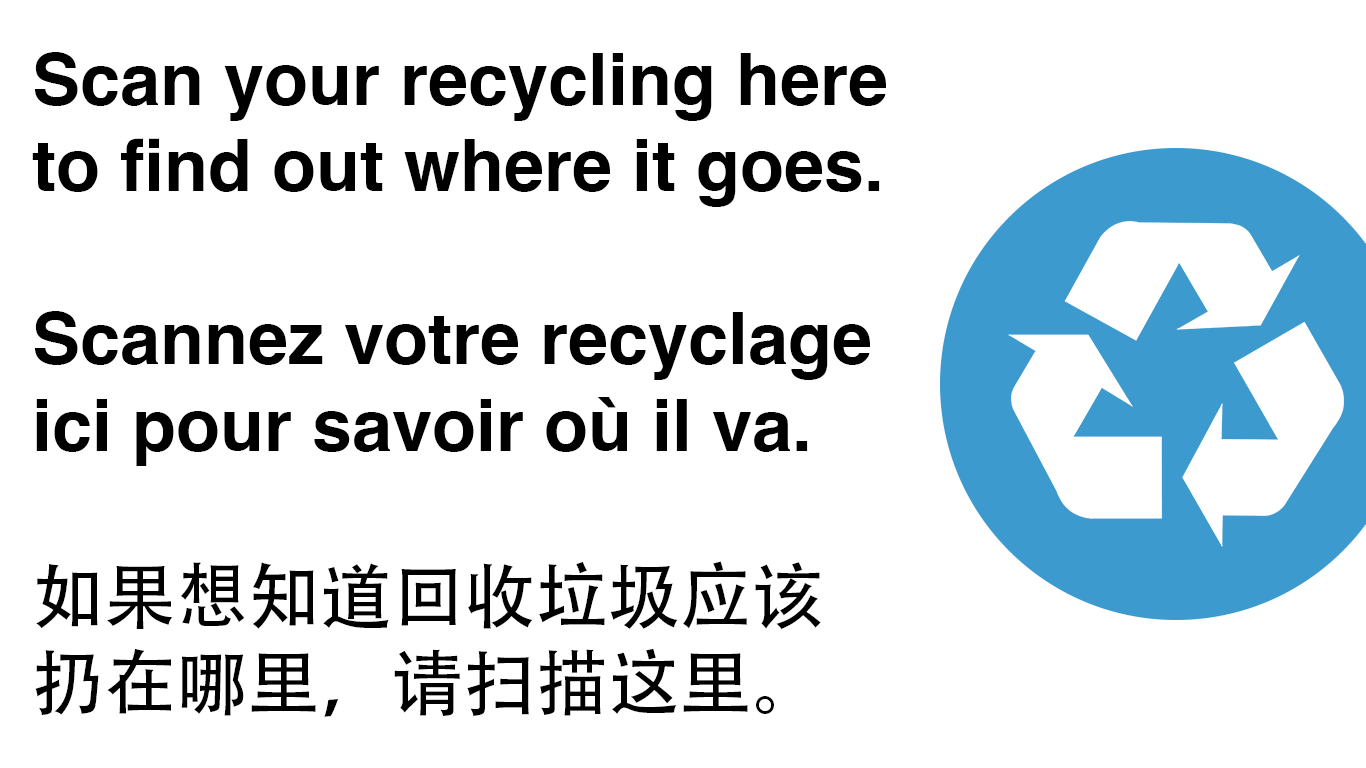 Scan your recycling here
to find out where it goes.
Scannez votre recyclage
ici pour savoir où il va.
如果想知道回收垃圾应该
扔在哪里，请扫描这里。